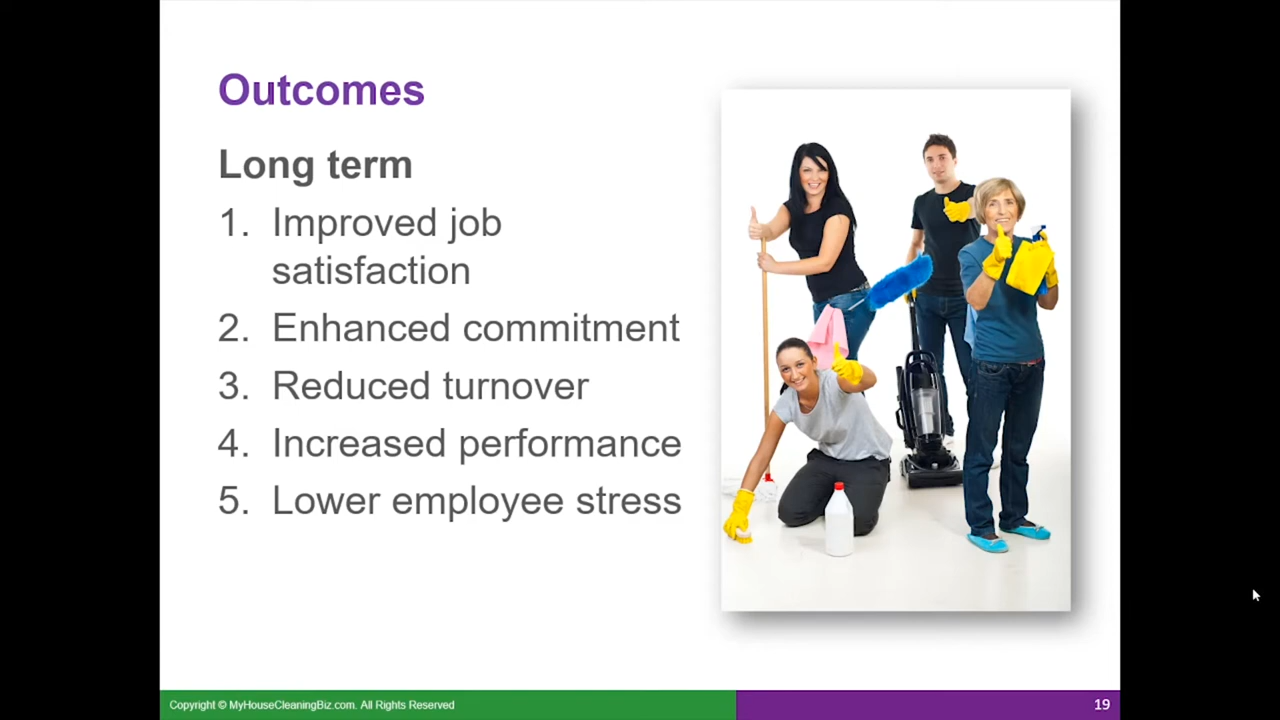 Outcomes
Long term
1. Improved job
satisfaction
2. Enhanced commitment
3. Reduced turnover
4. Increased performance
5. Lower employee stress
Copyright © MyHouseCleaningBiz.com. All Rights Reserved
19